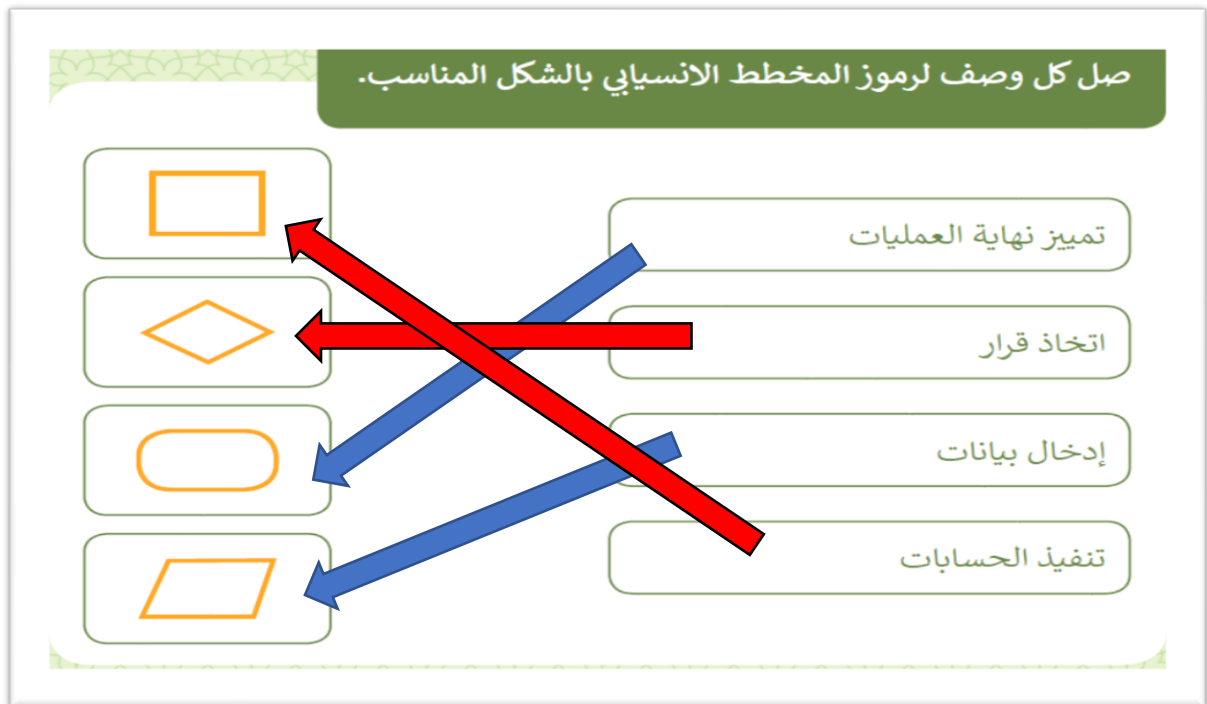 صل كل وصف لرموز المخطط الانسيابي بالشكل المناسب.
تمييز نهاية العمليات
اتخاذ قرار
إدخال بيانات
تنفيذ الحسابات